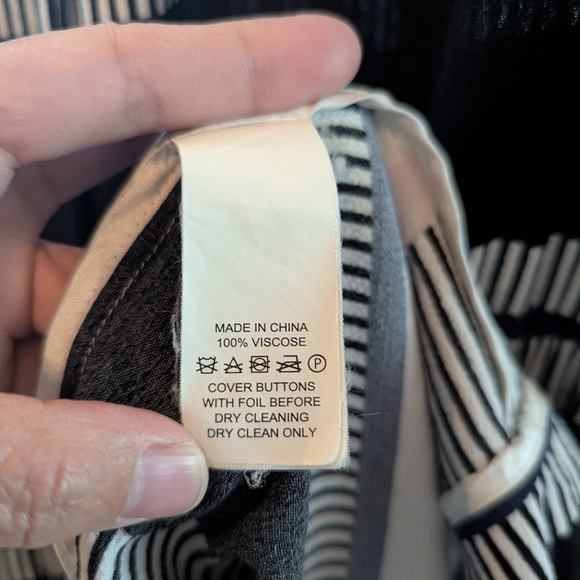 MADE IN CHINA
100% VISCOSE
P
COVER BUTTONS
WITH FOIL BEFORE
DRY CLEANING
DRY CLEAN ONLY